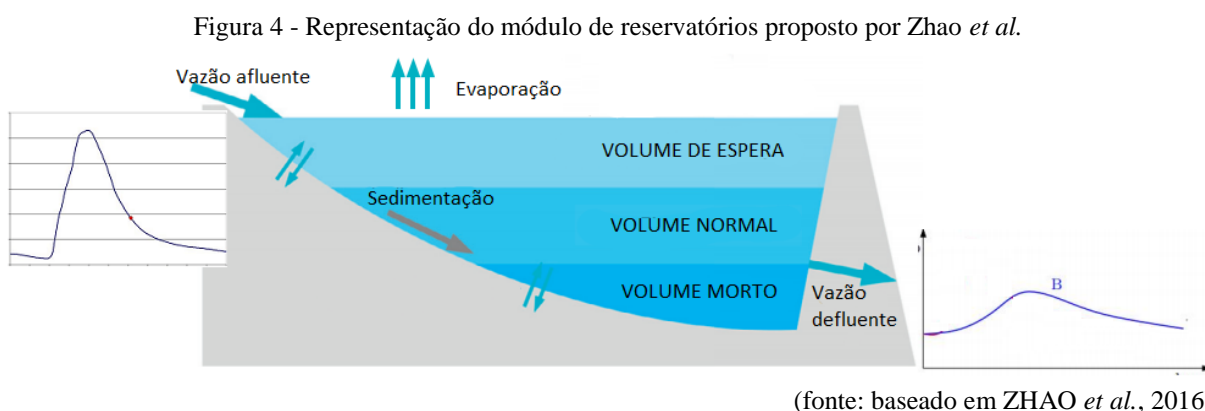 Figura 4 - Representação do módulo de reservatórios proposto por Zhao et al.
Vazão afluente
Evaporação
VOLUME DE ESPERA
Sedimentação
VOLUME NORMAL
VOLUME MORTO
Vazão
defluente
B
(fonte: baseado em ZHAO et al., 2016